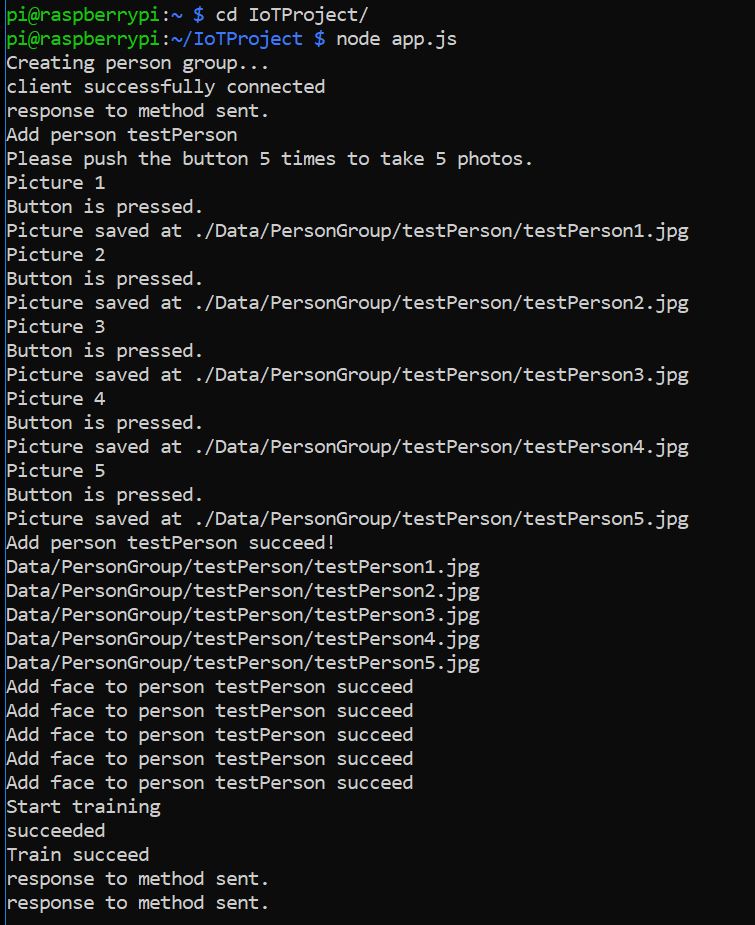 pi@raspberrypi:~ $ cd IoTProject/
pi@raspberrypi:~/IoTProject $ node app.js
Creating person group...
client successfully connected
response to method sent.
Add person testPerson
Please push the button 5 times to take 5 photos.
Picture 1
Button is pressed.
Picture saved at ./Data/PersonGroup/testPerson/testPerson1.jpg
Picture 2
Button is pressed.
Picture saved at ./Data/PersonGroup/testPerson/testPerson2.jpg
Picture 3
Button is pressed.
Picture saved at ./Data/PersonGroup/testPerson/testPerson3.jpg
Picture 4
Button is pressed.
Picture saved at ./Data/PersonGroup/testPerson/testPerson4.jpg
Picture 5
Button is pressed.
Picture saved at ./Data/PersonGroup/testPerson/testPerson5.jpg
Add person testPerson succeed!
Data/PersonGroup/testPerson/testPerson1.jpg
Data/PersonGroup/testPerson/testPerson2.jpg
Data/PersonGroup/testPerson/testPerson3.jpg
Data/PersonGroup/testPerson/testPerson4.jpg
Data/PersonGroup/testPerson/testPerson5.jpg
Add face to person testPerson succeed
Add face to person testPerson succeed
Add face to person testPerson succeed
Add face to person testPerson succeed
Add face to person testPerson succeed
Start training
succeeded
Train succeed
response to method sent.
response to method sent.